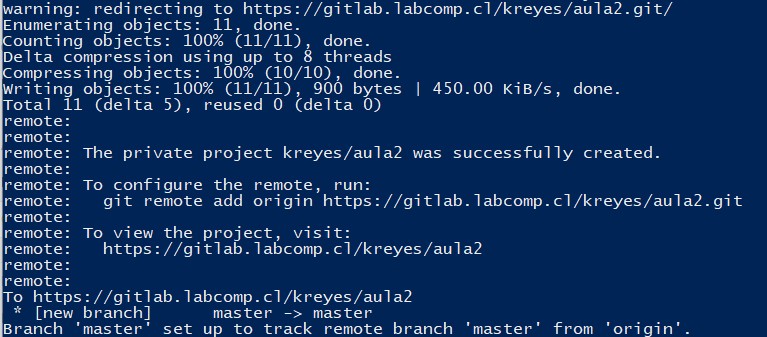 warning: redirecting to https://gitlab.labcomp.cl/kreyes/aula2.git/
Enumerating objects: 11, done.
Counting objects: 100% (11/11), done.
Delta compression using up to 8 threads
Compressing objects: 100% (10/10), done.
Writing objects: 100% (11/11), 900 bytes | 450.00 KiB/s, done.
Total 11 (delta 5), reused 0 (delta 0)
remote:
remote:
remote: The private project kreyes/aula2 was successfully created.
remote:
remote: To configure the remote, run:
remote:   git remote add origin https://gitlab.labcomp.cl/kreyes/aula2.git
remote:
remote: To view the project, visit:
remote:   https://gitlab.labcomp.cl/kreyes/aula2
remote:
remote:
To https://gitlab.labcomp.cl/kreyes/aula2
 * [new branch]      master -> master
Branch 'master' set up to track remote branch 'master' from 'origin'.